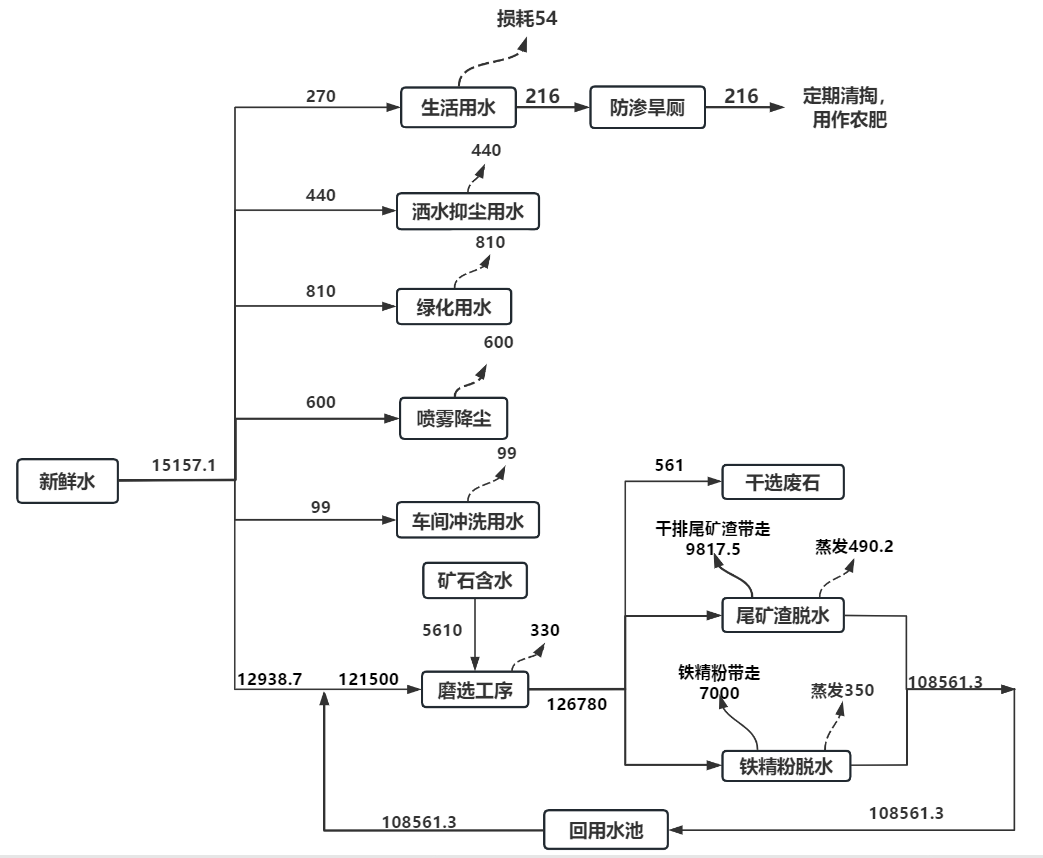 损耗54
270
生活用水
216
防渗旱厕
216
定期清掏，
用作农肥
440
440
洒水抑尘用水
810
810
绿化用水
600
600
喷雾降尘
新鲜水
15157.1
99
99
车间冲洗用水
561
干选废石
矿石含水
5610
330
干排尾矿渣带走
9817.5
蒸发490.2
尾矿渣脱水
12938.7
121500
磨选工序
126780
铁精粉带走
7000
蒸发350
108561.3
铁精粉脱水
108561.3
回用水池
108561.3